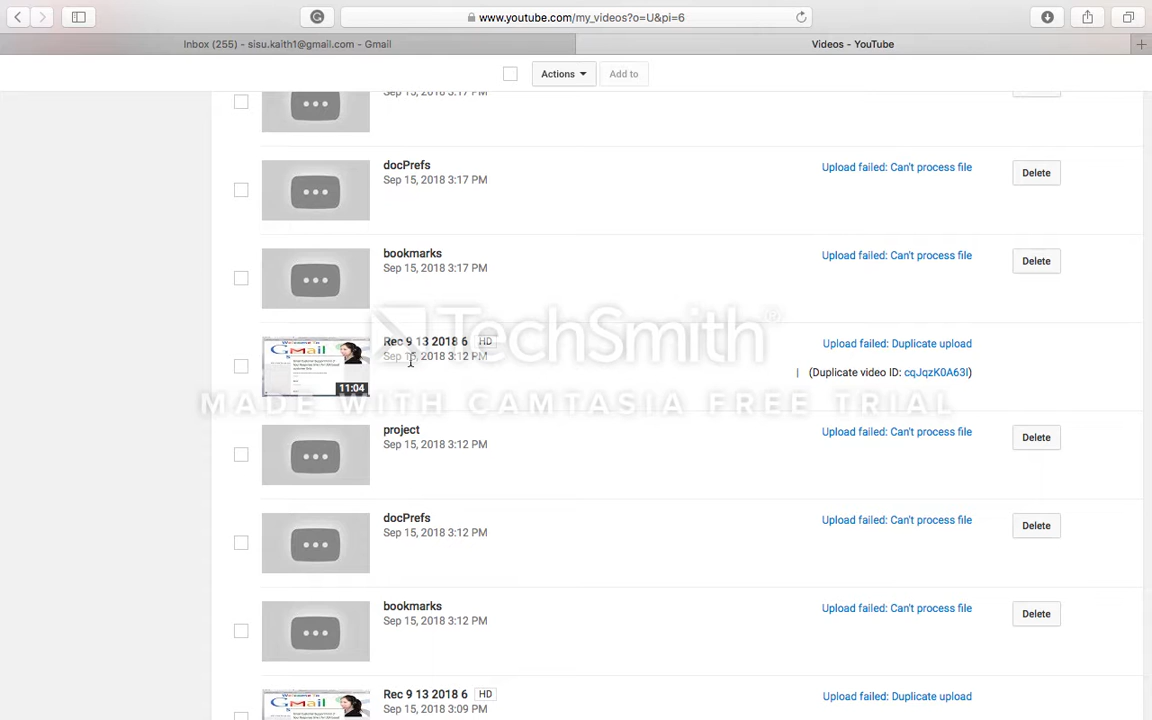 www.youtube.com/my_videos?o=U&pi=6
Inbox (255) - sisu.kaith1@gmail.com - Gmail
Videos - YouTube
Actions
Add to
Sep 15, 2018 3:17 PM
docPrefs
Sep 15, 2018 3:17 PM
Upload failed: Can't process file
Delete
bookmarks
Sep 15, 2018 3:17 PM
Upload failed: Can't process file
Delete
TechSmith®
MADE WITH CAMTASIA FREE TRIAL
Gmail
11:04
Rec 9 13 2018 6 HD
Sep 15, 2018 3:12 PM
Upload failed: Duplicate upload
(Duplicate video ID: cqJqzK0A63I)
project
Sep 15, 2018 3:12 PM
Upload failed: Can't process file
Delete
docPrefs
Sep 15, 2018 3:12 PM
Upload failed: Can't process file
Delete
bookmarks
Sep 15, 2018 3:12 PM
Upload failed: Can't process file
Delete
Gmail
Rec 9 13 2018 6 HD
Sep 15, 2018 3:09 PM
Upload failed: Duplicate upload